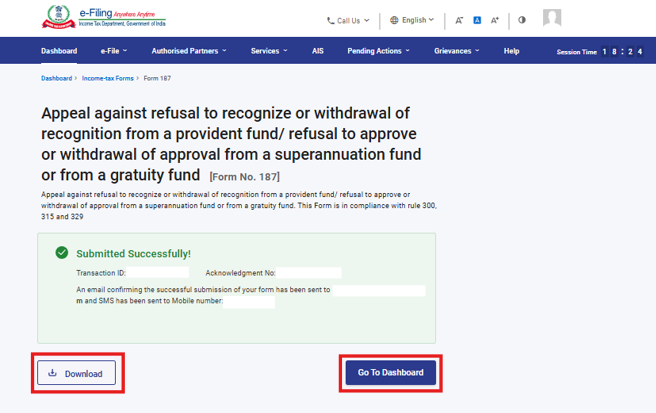 e-Filing Anywhere Anytime
Income Tax Department, Government of India
Call Us English A- A A+
Dashboard e-File Authorised Partners Services AIS Pending Actions Grievances Help Session Time 1 8 : 2 4
Dashboard > Income-tax Forms > Form 187
Appeal against refusal to recognize or withdrawal of
recognition from a provident fund/ refusal to approve
or withdrawal of approval from a superannuation fund
or from a gratuity fund [Form No. 187]
Appeal against refusal to recognize or withdrawal of recognition from a provident fund/ refusal to approve or
withdrawal of approval from a superannuation fund or from a gratuity fund. This Form is in compliance with rule 300,
315 and 329
Submitted Successfully!
Transaction ID: Acknowledgment No:
An email confirming the successful submission of your form has been sent to
m and SMS has been sent to Mobile number:
Download Go To Dashboard